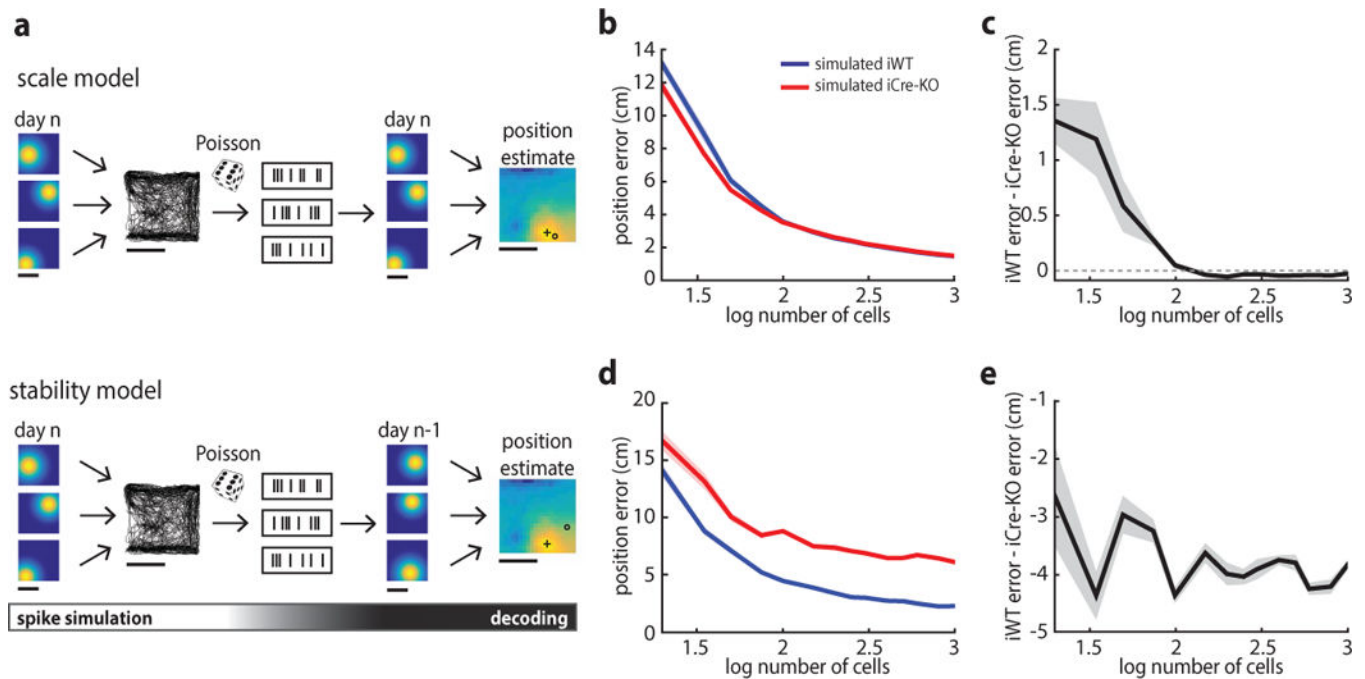 a
scale model
day n
Poisson
day n
position
estimate
stability model
day n
Poisson
day n-1
position
estimate
spike simulation
decoding
b
simulated iWT
simulated iCre-KO
position error (cm)
14
12
10
8
6
4
2
0
1.5
2
2.5
3
log number of cells
c
iWT error - iCre-KO error (cm)
2
1.5
1
0.5
0
1.5
2
2.5
3
log number of cells
d
position error (cm)
20
15
10
5
0
1.5
2
2.5
3
log number of cells
e
iWT error - iCre-KO error (cm)
-1
-2
-3
-4
-5
1.5
2
2.5
3
log number of cells